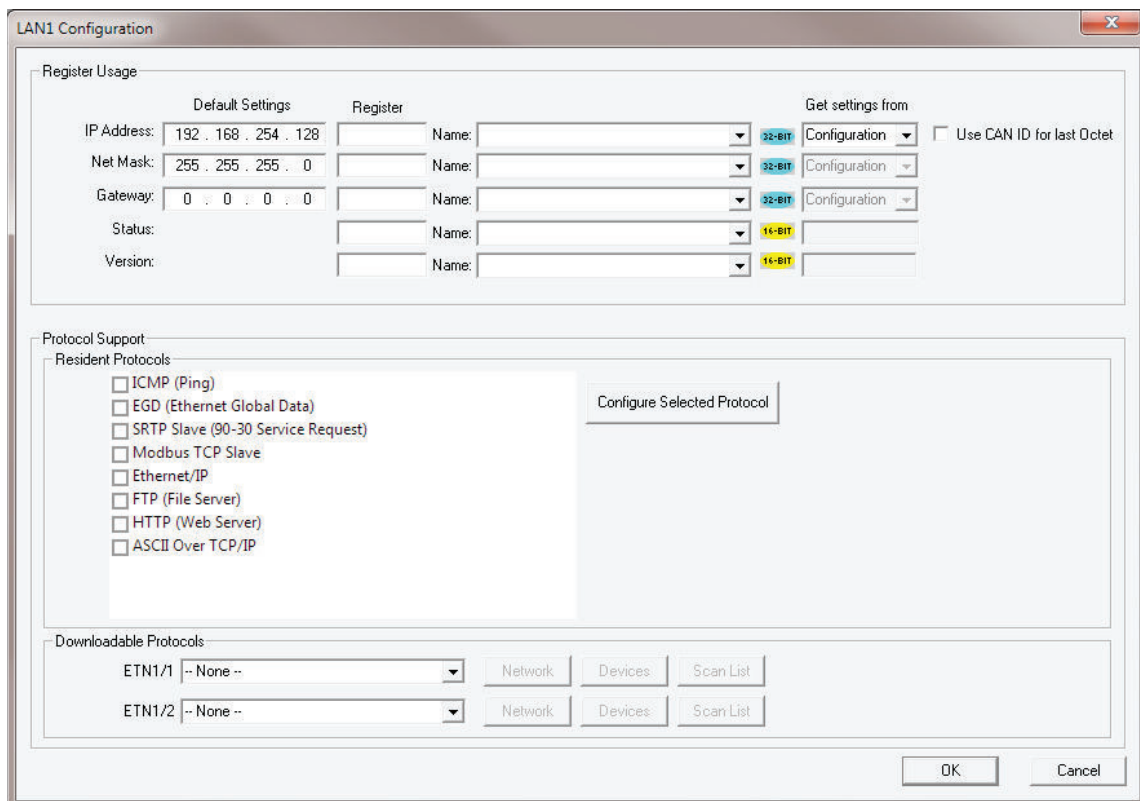 LAN1 Configuration
Register Usage
Default Settings Register Get settings from
IP Address: 192 . 168 . 254 . 128 Name: 32-BIT Configuration Use CAN ID for last Octet
Net Mask: 255 . 255 . 255 . 0 Name: 32-BIT Configuration
Gateway: 0 . 0 . 0 . 0 Name: 32-BIT Configuration
Status: Name: 16-BIT
Version: Name: 16-BIT
Protocol Support
Resident Protocols
ICMP (Ping)
EGD (Ethernet Global Data)
SRTP Slave (90-30 Service Request)
Modbus TCP Slave
Ethernet/IP
FTP (File Server)
HTTP (Web Server)
ASCII Over TCP/IP
Configure Selected Protocol
Downloadable Protocols
ETN1/1 -- None -- Network Devices Scan List
ETN1/2 -- None -- Network Devices Scan List
OK Cancel